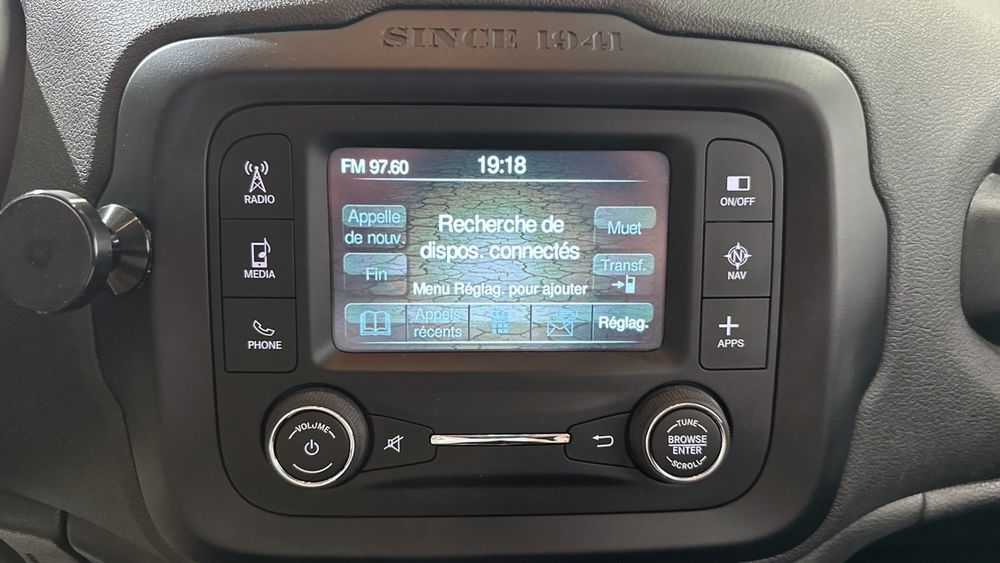 SINCE 1941
FM 97.60
19:18
Appelle
de nouv.
Recherche de
dispos. connectés
Menu Réglag. pour ajouter
Muet
Fin
Transf.
Appels
récents
Réglag.
RADIO
MEDIA
PHONE
ON/OFF
N
NAV
APPS
VOLUME
TUNE
BROWSE
ENTER
SCROLL